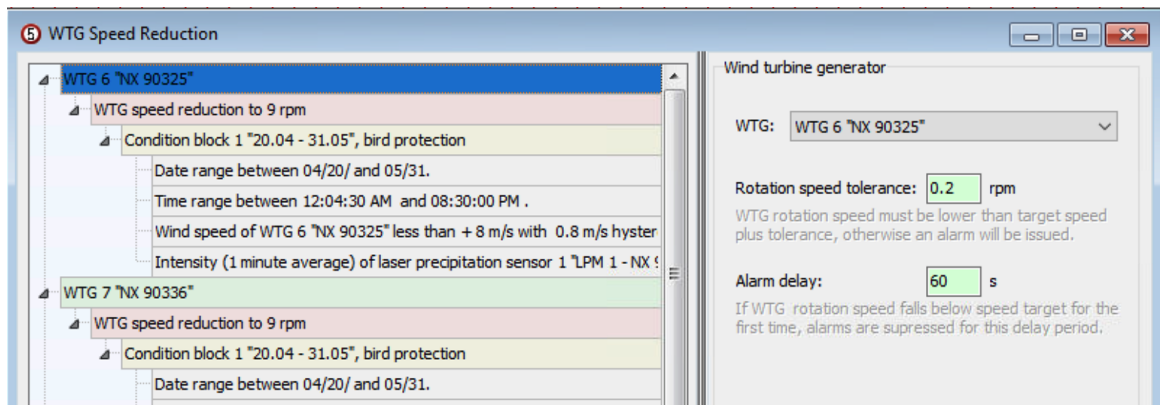 5 WTG Speed Reduction
WTG 6 "NX 90325"
WTG speed reduction to 9 rpm
Condition block 1 "20.04 - 31.05", bird protection
Date range between 04/20/ and 05/31.
Time range between 12:04:30 AM and 08:30:00 PM .
Wind speed of WTG 6 "NX 90325" less than + 8 m/s with 0.8 m/s hyster
Intensity (1 minute average) of laser precipitation sensor 1 "LPM 1 - NX
WTG 7 "NX 90336"
WTG speed reduction to 9 rpm
Condition block 1 "20.04 - 31.05", bird protection
Date range between 04/20/ and 05/31.
Wind turbine generator
WTG: WTG 6 "NX 90325"
Rotation speed tolerance: 0.2 rpm
WTG rotation speed must be lower than target speed
plus tolerance, otherwise an alarm will be issued.
Alarm delay: 60 s
If WTG rotation speed falls below speed target for the
first time, alarms are supressed for this delay period.